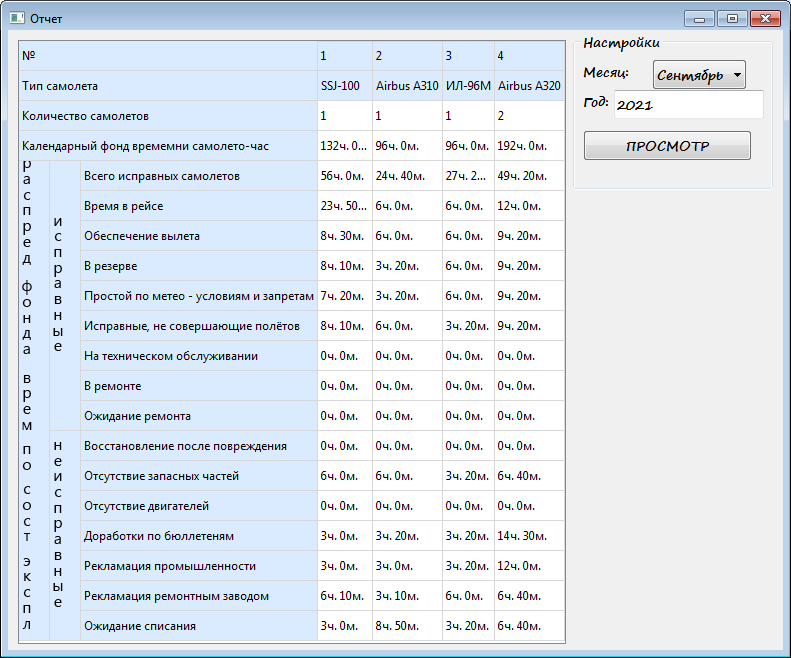 Отчет
№ 1 2 3 4
Тип самолета SSJ-100 Airbus A310 ИЛ-96М Airbus A320
Количество самолетов 1 1 1 2
Календарный фонд времемни самолето-час 132ч. 0... 96ч. 0м. 96ч. 0м. 192ч. 0м.
распред фонда врем по сост экспл
исправные
Всего исправных самолетов 56ч. 0м. 24ч. 40м. 27ч. 2... 49ч. 20м.
Время в рейсе 23ч. 50... 6ч. 0м. 6ч. 0м. 12ч. 0м.
Обеспечение вылета 8ч. 30м. 6ч. 0м. 6ч. 0м. 9ч. 20м.
В резерве 8ч. 10м. 3ч. 20м. 6ч. 0м. 9ч. 20м.
Простой по метео - условиям и запретам 7ч. 20м. 3ч. 20м. 6ч. 0м. 9ч. 20м.
Исправные, не совершающие полётов 8ч. 10м. 6ч. 0м. 3ч. 20м. 9ч. 20м.
На техническом обслуживании 0ч. 0м. 0ч. 0м. 0ч. 0м. 0ч. 0м.
В ремонте 0ч. 0м. 0ч. 0м. 0ч. 0м. 0ч. 0м.
Ожидание ремонта 0ч. 0м. 0ч. 0м. 0ч. 0м. 0ч. 0м.
неисправные
Восстановление после повреждения 0ч. 0м. 0ч. 0м. 0ч. 0м. 0ч. 0м.
Отсутствие запасных частей 6ч. 0м. 6ч. 0м. 3ч. 20м. 6ч. 40м.
Отсутствие двигателей 0ч. 0м. 0ч. 0м. 0ч. 0м. 0ч. 0м.
Доработки по бюллетеням 3ч. 0м. 3ч. 20м. 3ч. 20м. 14ч. 30м.
Рекламация промышленности 3ч. 0м. 3ч. 0м. 3ч. 20м. 12ч. 0м.
Рекламация ремонтным заводом 6ч. 10м. 3ч. 10м. 6ч. 0м. 6ч. 40м.
Ожидание списания 3ч. 0м. 8ч. 50м. 3ч. 20м. 6ч. 40м.
Настройки
Месяц: Сентябрь
Год: 2021
ПРОСМОТР